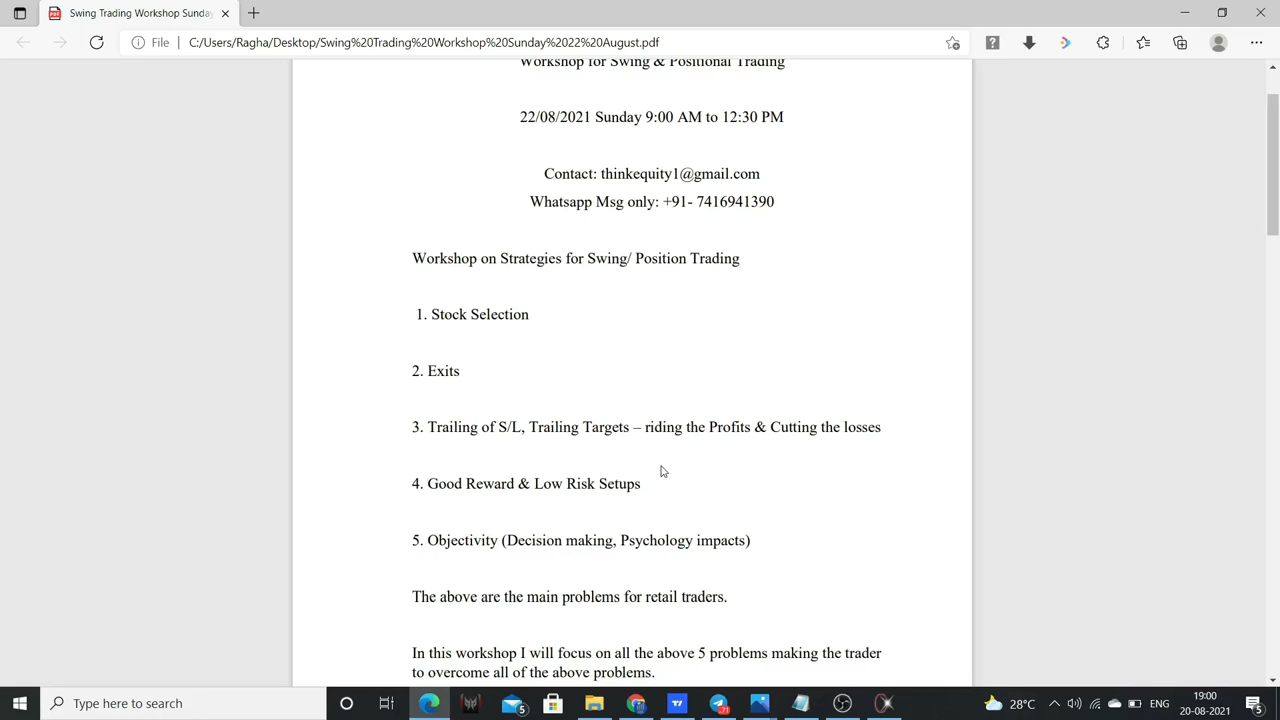 Swing Trading Workshop Sunday
File
C:/Users/Ragha/Desktop/Swing%20Trading%20Workshop%20Sunday%2022%20August.pdf
Workshop for Swing & Positional Trading
22/08/2021 Sunday 9:00 AM to 12:30 PM
Contact: thinkequity1@gmail.com
Whatsapp Msg only: +91- 7416941390
Workshop on Strategies for Swing/ Position Trading
1. Stock Selection
2. Exits
3. Trailing of S/L, Trailing Targets – riding the Profits & Cutting the losses
4. Good Reward & Low Risk Setups
5. Objectivity (Decision making, Psychology impacts)
The above are the main problems for retail traders.
In this workshop I will focus on all the above 5 problems making the trader
to overcome all of the above problems.
Type here to search
5
71
28°C
ENG
19:00
20-08-2021
5